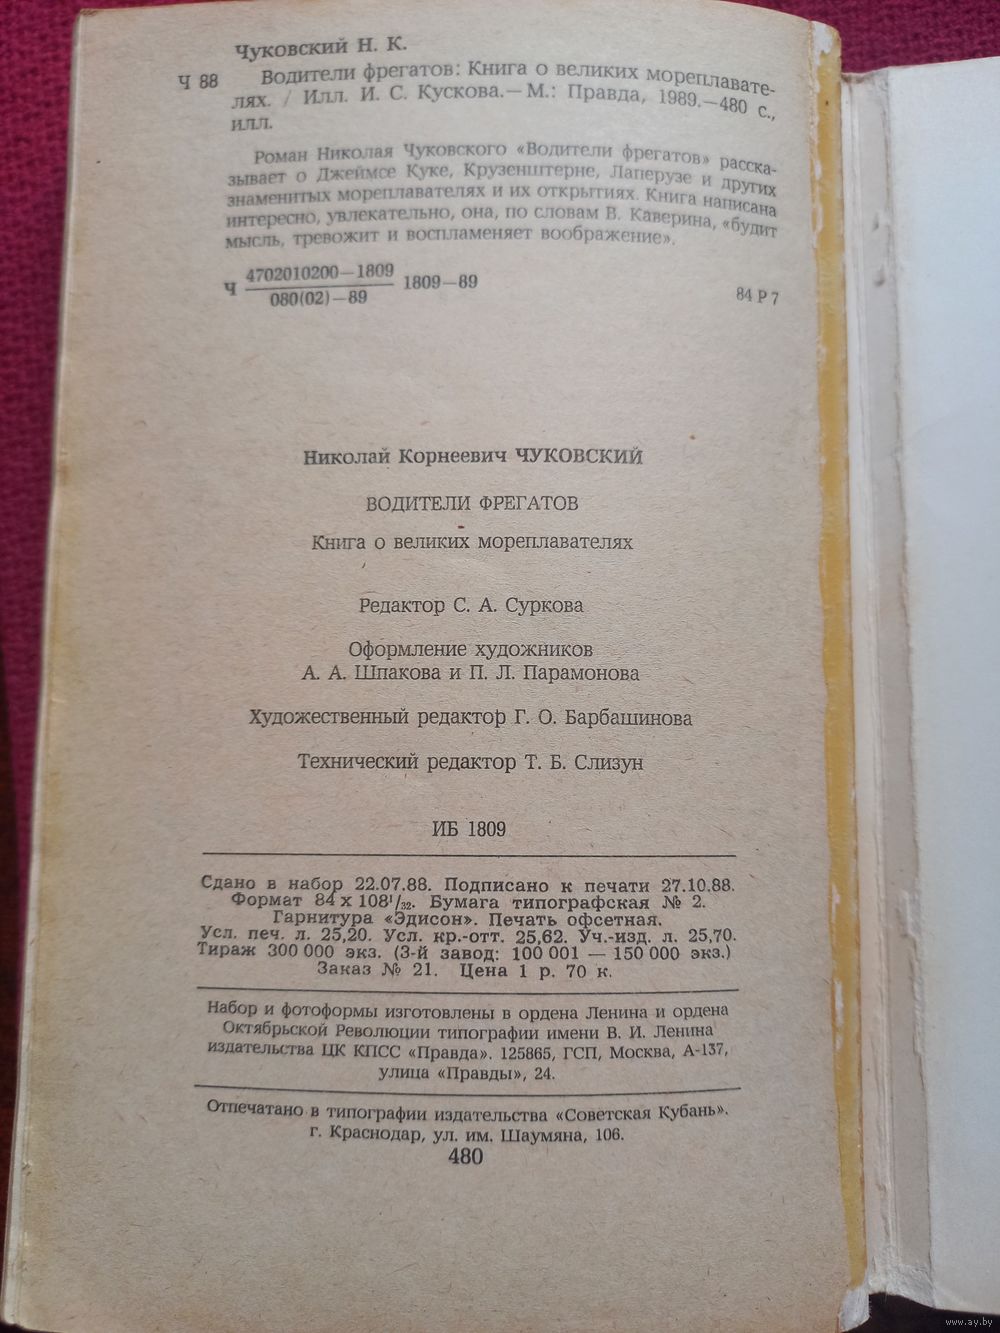 Чуковский Н. К.
Ч 88 Водители фрегатов: Книга о великих мореплавате-
лях. / Илл. И. С. Кускова.— М.: Правда, 1989.—480 с.,
илл.
Роман Николая Чуковского «Водители фрегатов» расска-
зывает о Джеймсе Куке, Крузенштерне, Лаперузе и других
знаменитых мореплавателях и их открытиях. Книга написана
интересно, увлекательно, она, по словам В. Каверина, «будит
мысль, тревожит и воспламеняет воображение».
Ч 4702010200—1809
080(02)—89
1809—89
84 Р 7
Николай Корнеевич ЧУКОВСКИЙ
ВОДИТЕЛИ ФРЕГАТОВ
Книга о великих мореплавателях
Редактор С. А. Суркова
Оформление художников
А. А. Шпакова и П. Л. Парамонова
Художественный редактор Г. О. Барбашинова
Технический редактор Т. Б. Слизун
ИБ 1809
Сдано в набор 22.07.88. Подписано к печати 27.10.88.
Формат 84 х 108¹/₃₂. Бумага типографская № 2.
Гарнитура «Эдисон». Печать офсетная.
Усл. печ. л. 25,20. Усл. кр.-отт. 25,62. Уч.-изд. л. 25,70.
Тираж 300 000 экз. (3-й завод: 100 001 — 150 000 экз.)
Заказ № 21. Цена 1 р. 70 к.
Набор и фотоформы изготовлены в ордена Ленина и ордена
Октябрьской Революции типографии имени В. И. Ленина
издательства ЦК КПСС «Правда». 125865, ГСП, Москва, А-137,
улица «Правды», 24.
Отпечатано в типографии издательства «Советская Кубань».
г. Краснодар, ул. им. Шаумяна, 106.
480
www.ay.by